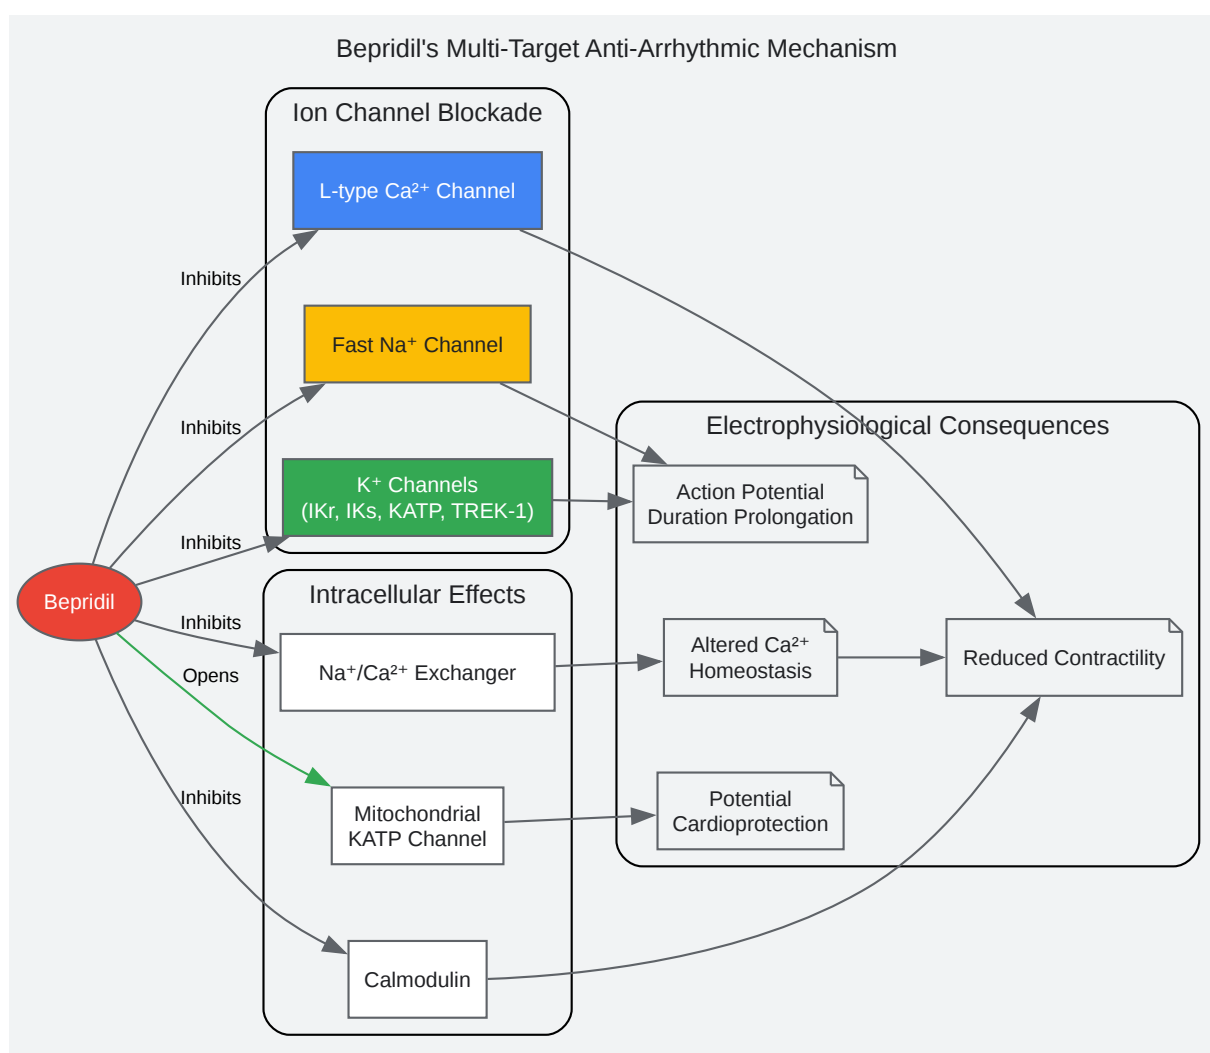 Bepridil's Multi-Target Anti-Arrhythmic Mechanism
Ion Channel Blockade
L-type Ca²⁺ Channel
Inhibits
Fast Na⁺ Channel
Inhibits
Electrophysiological Consequences
K⁺ Channels
(IKr, IKs, KATP, TREK-1)
Action Potential
Duration Prolongation
Inhibits
Bepridil
Intracellular Effects
Inhibits
Na⁺/Ca²⁺ Exchanger
Altered Ca²⁺
Homeostasis
Reduced Contractility
Opens
Inhibits
Mitochondrial
KATP Channel
Potential
Cardioprotection
Calmodulin